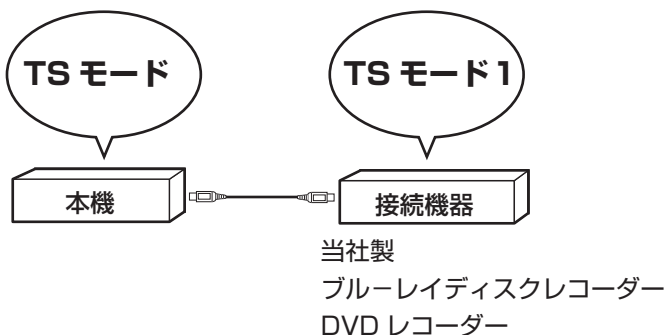 TS モード
TS モード1
本機
接続機器
当社製
ブルーレイディスクレコーダー
DVD レコーダー